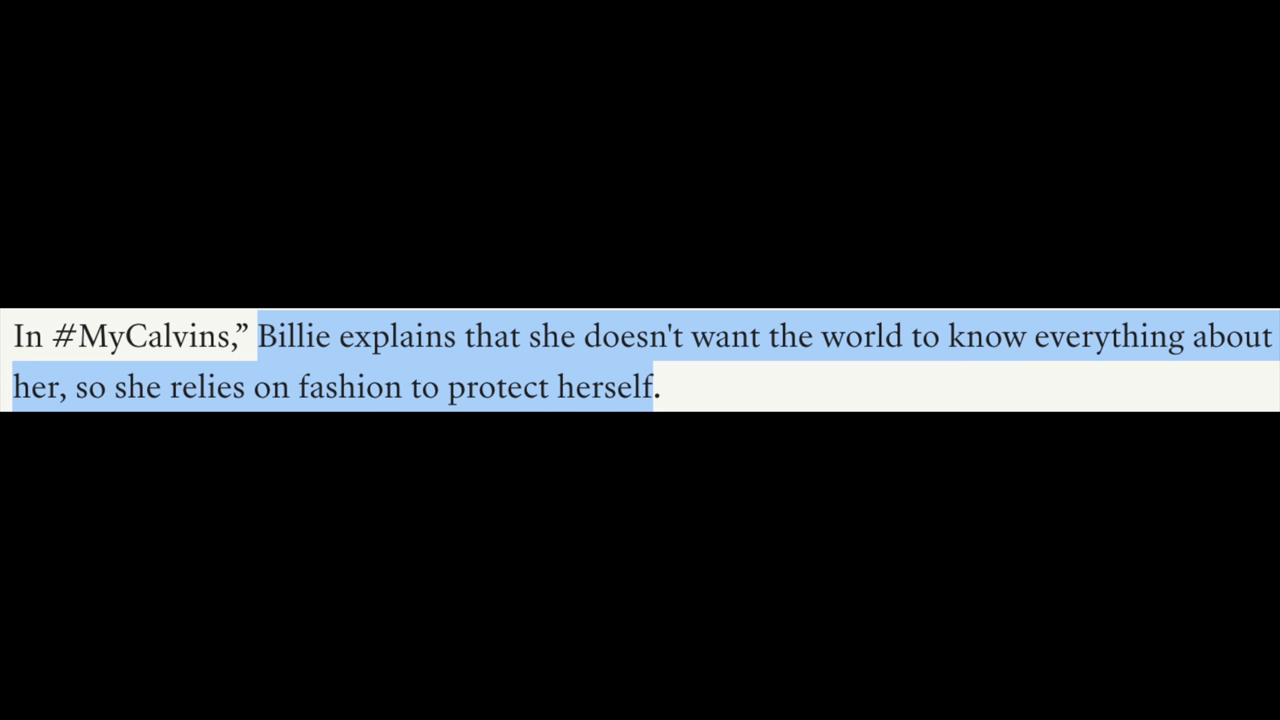 In #MyCalvins,” Billie explains that she doesn't want the world to know everything about
her, so she relies on fashion to protect herself.